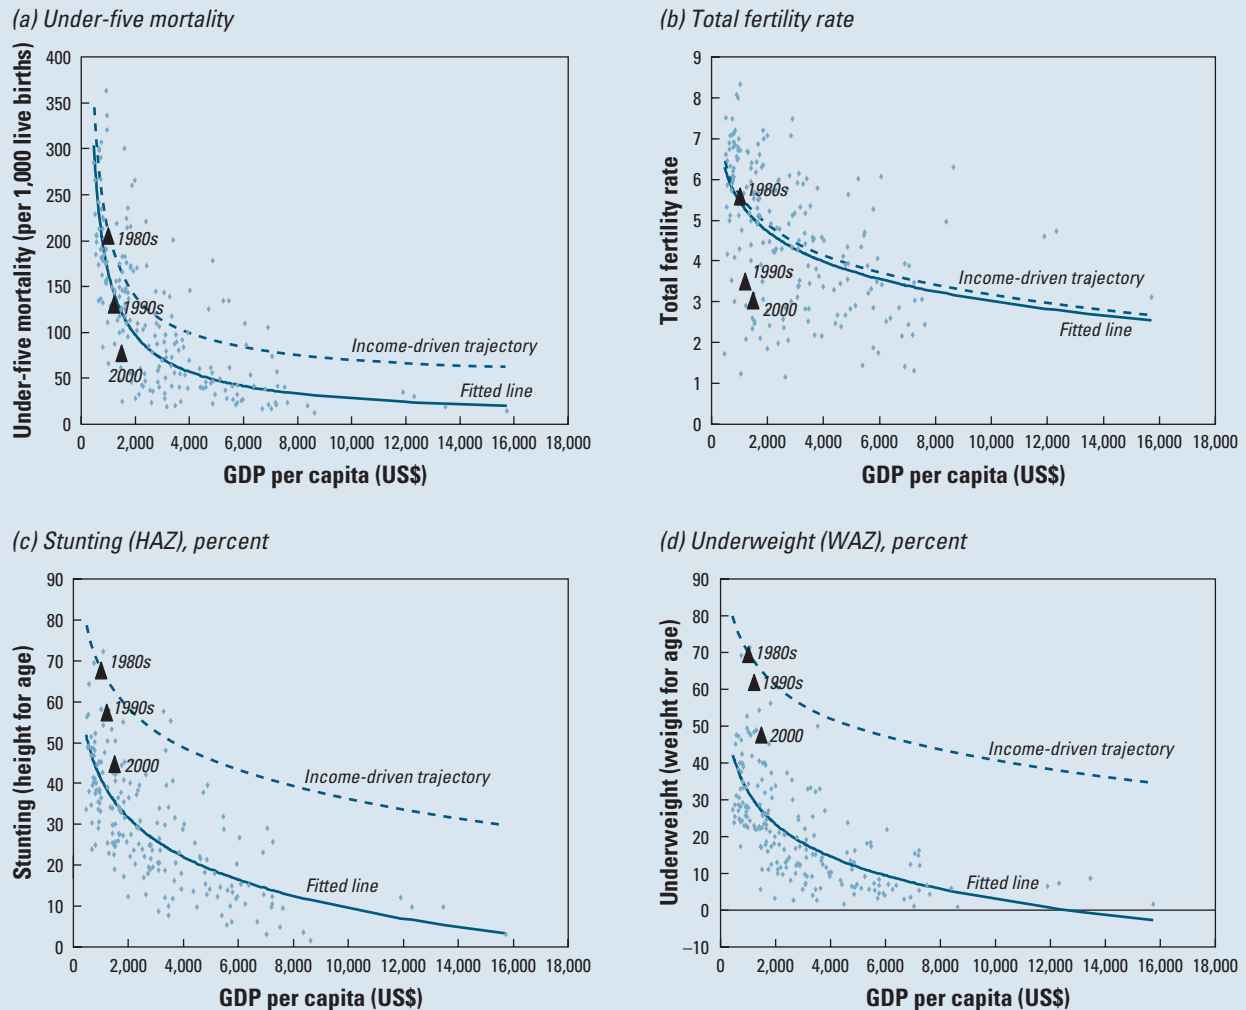 (a) Under-five mortality
Under-five mortality (per 1,000 live births)
400
350
300
250
200
150
100
50
0
1980s
1990s
2000
Income-driven trajectory
Fitted line
0 2,000 4,000 6,000 8,000 10,000 12,000 14,000 16,000 18,000
GDP per capita (US$)
(b) Total fertility rate
Total fertility rate
9
8
7
6
5
4
3
2
1
0
1980s
1990s
2000
Income-driven trajectory
Fitted line
0 2,000 4,000 6,000 8,000 10,000 12,000 14,000 16,000 18,000
GDP per capita (US$)
(c) Stunting (HAZ), percent
Stunting (height for age)
90
80
70
60
50
40
30
20
10
0
1980s
1990s
2000
Income-driven trajectory
Fitted line
0 2,000 4,000 6,000 8,000 10,000 12,000 14,000 16,000 18,000
GDP per capita (US$)
(d) Underweight (WAZ), percent
Underweight (weight for age)
90
80
70
60
50
40
30
20
10
0
–10
1980s
1990s
2000
Income-driven trajectory
Fitted line
0 2,000 4,000 6,000 8,000 10,000 12,000 14,000 16,000 18,000
GDP per capita (US$)